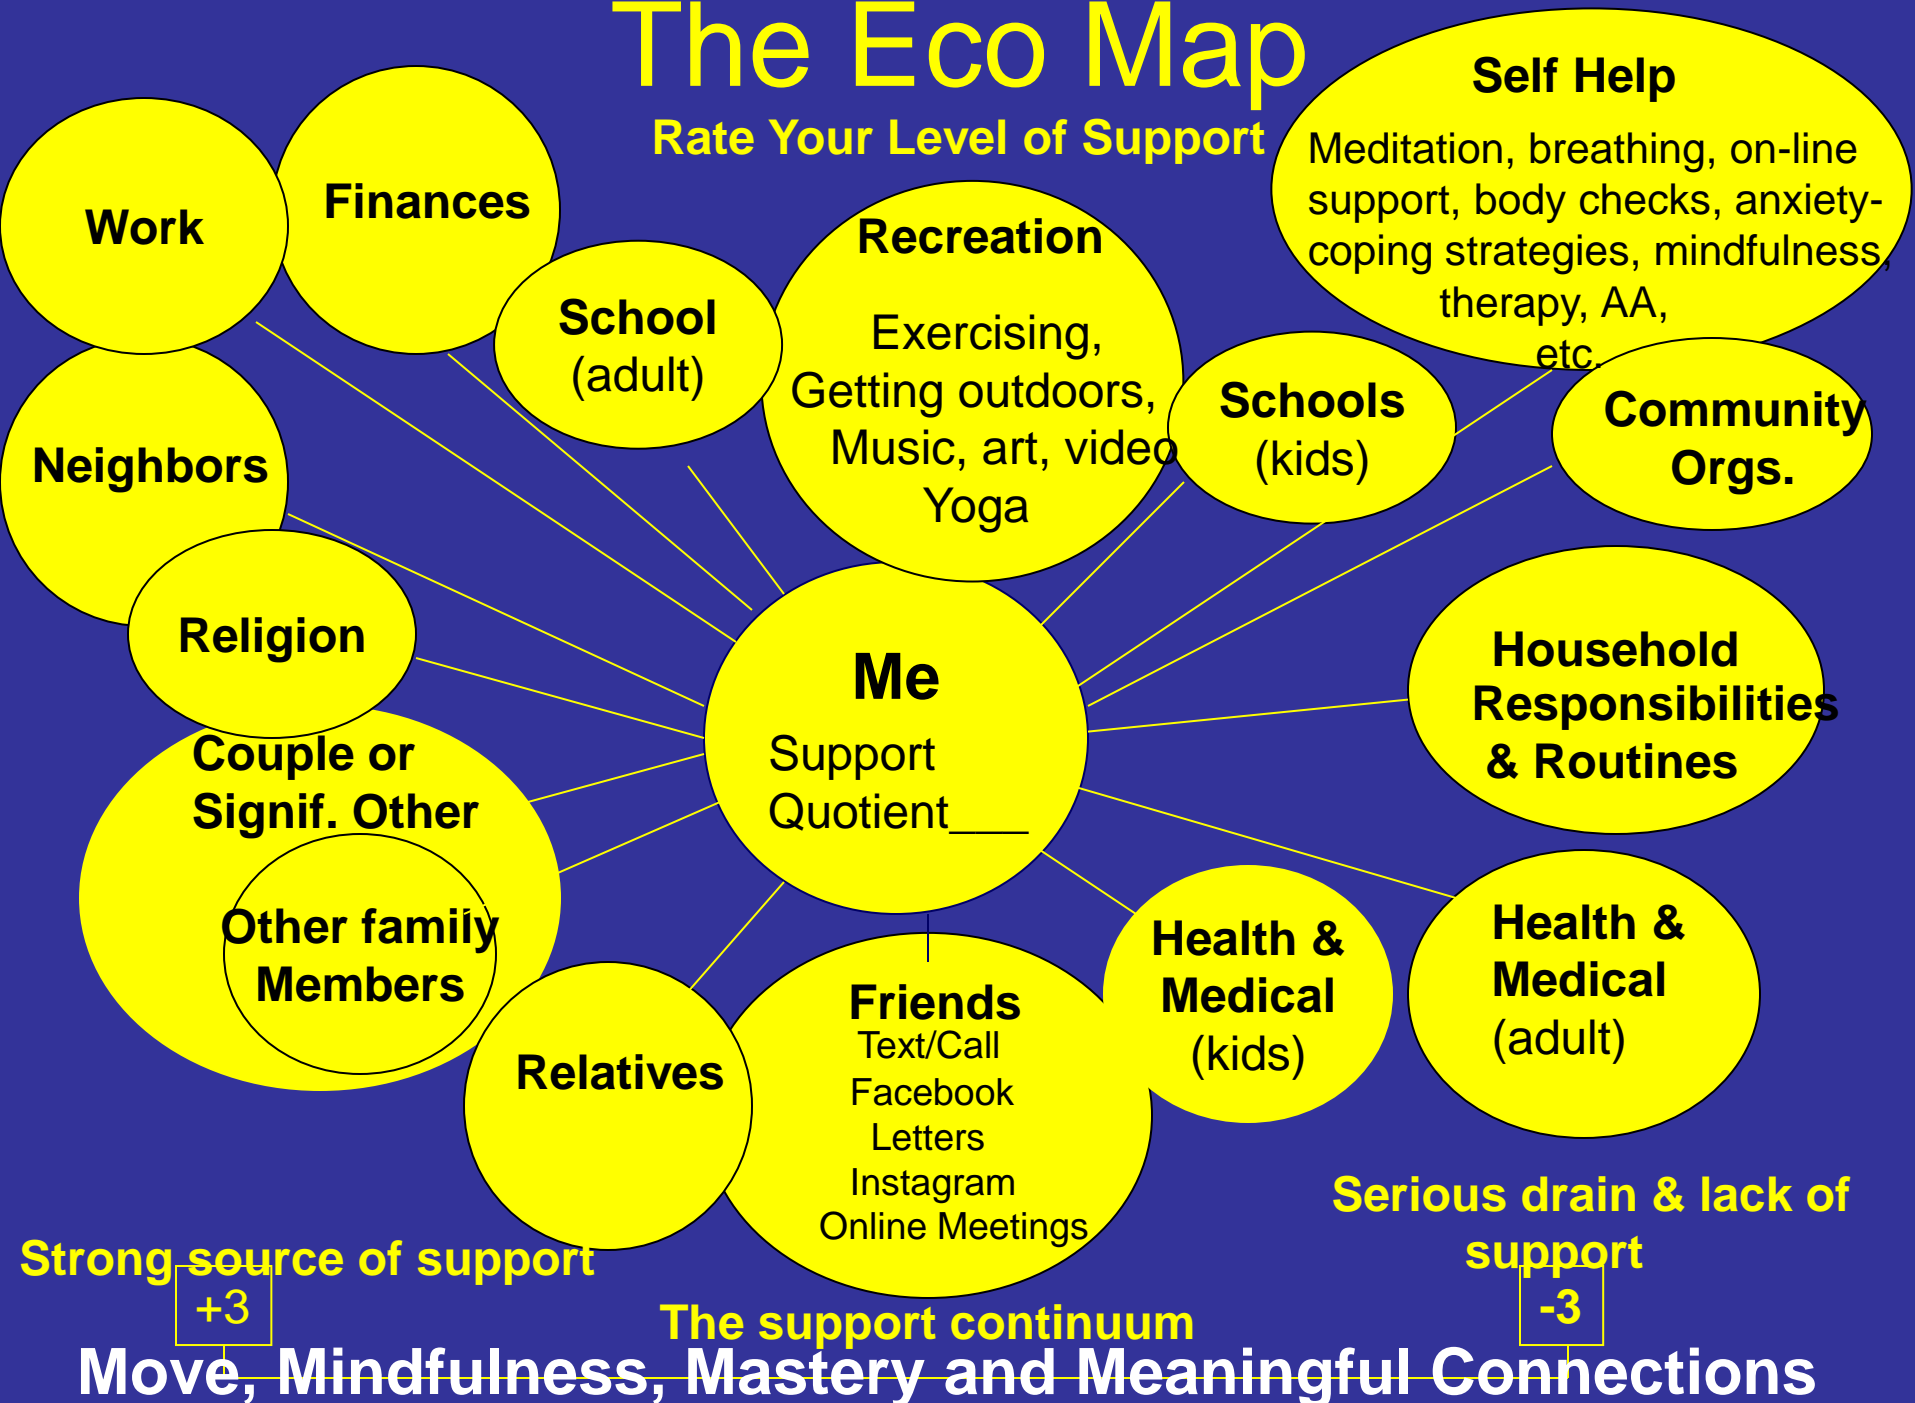 The Eco Map
Rate Your Level of Support
Self Help
Meditation, breathing, on-line
support, body checks, anxiety-
coping strategies, mindfulness,
therapy, AA,
etc.
Work
Finances
School
(adult)
Recreation
Exercising,
Getting outdoors,
Music, art, video
Yoga
Schools
(kids)
Community
Orgs.
Neighbors
Religion
Me
Support
Quotient___
Household
Responsibilities
& Routines
Couple or
Signif. Other
Other family
Members
Relatives
Friends
Text/Call
Facebook
Letters
Instagram
Online Meetings
Health &
Medical
(kids)
Health &
Medical
(adult)
Strong source of support
+3
The support continuum
Serious drain & lack of
support
-3
Move, Mindfulness, Mastery and Meaningful Connections